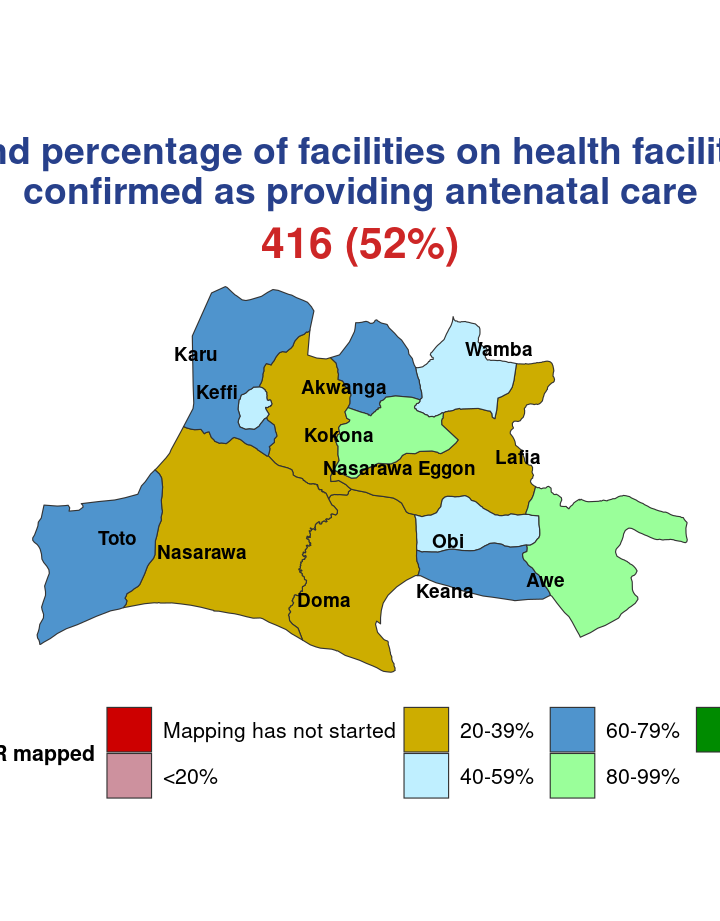 percentage of facilities on health
confirmed as providing antenatal care
416 (52%)
Wamba
Karu
Akwanga
Keffi
Kokona
Lafia
Nasarawa Eggon
Toto
Obi
Nasarawa
Awe
Keana
Doma
mapped
Mapping has not started
20-39%
60-79%
<20%
40-59%
80-99%